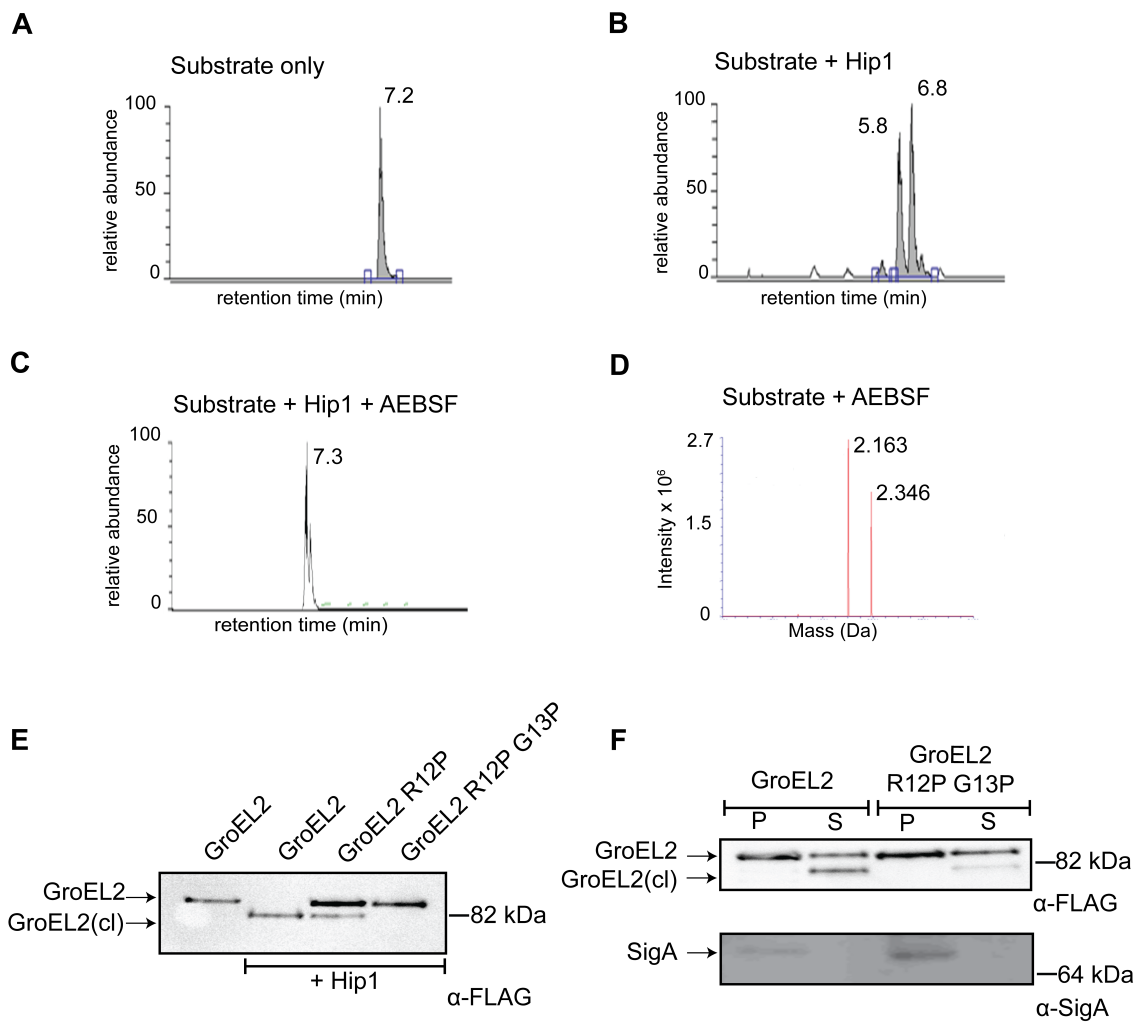 A
Substrate only
7.2
100
50
0
relative abundance
retention time (min)
B
Substrate + Hip1
6.8
5.8
100
50
0
relative abundance
retention time (min)
C
Substrate + Hip1 + AEBSF
7.3
100
50
0
relative abundance
retention time (min)
D
Substrate + AEBSF
2.7
1.5
0
2.163
2.346
Intensity x 10⁶
Mass (Da)
E
GroEL2
GroEL2
GroEL2 R12P
GroEL2 R12P G13P
GroEL2
GroEL2(cl)
82 kDa
+ Hip1
α-FLAG
F
GroEL2
GroEL2
R12P G13P
P S P S
GroEL2
GroEL2(cl)
82 kDa
α-FLAG
SigA
64 kDa
α-SigA